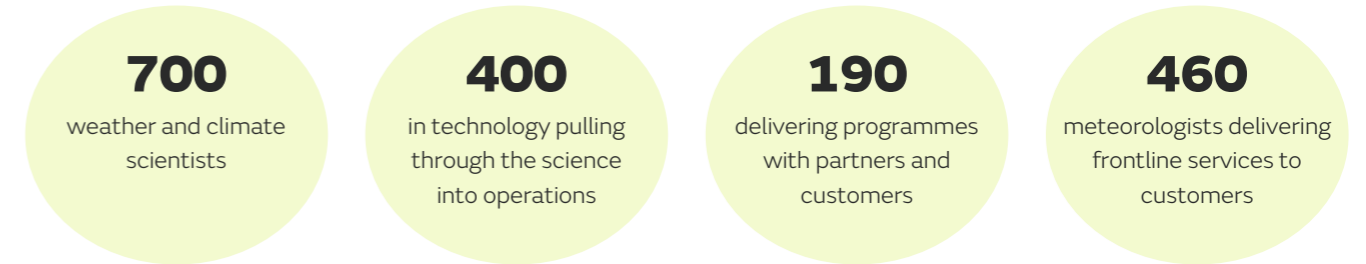 700
weather and climate
scientists
400
in technology pulling
through the science
into operations
190
delivering programmes
with partners and
customers
460
meteorologists delivering
frontline services to
customers